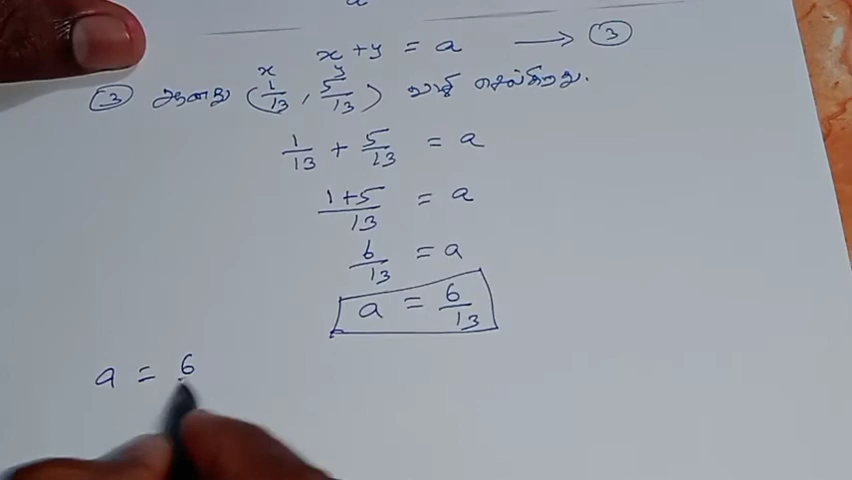 x + y = a ⟶ ③
x y
③ ஆனது (1/13, 5/13) வழி செல்கிறது.
1/13 + 5/13 = a
(1+5)/13 = a
6/13 = a
a = 6/13
a = 6